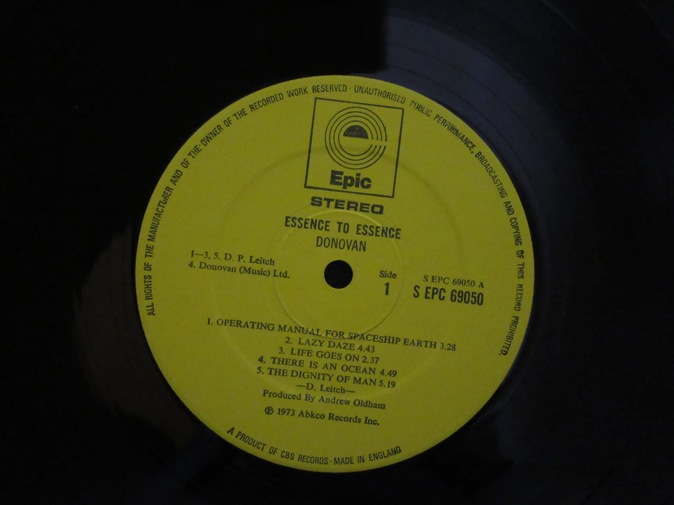 ALL RIGHTS OF THE MANUFACTURER AND OF THE OWNER OF THE RECORDED WORK RESERVED · UNAUTHORISED PUBLIC PERFORMANCE, BROADCASTING AND COPYING OF THIS RECORD PROHIBITED.
Epic
STEREO
ESSENCE TO ESSENCE
DONOVAN
1—3, 5. D. P. Leitch
4. Donovan (Music) Ltd.
Side
1
S EPC 69050 A
S EPC 69050
1. OPERATING MANUAL FOR SPACESHIP EARTH 3.28
2. LAZY DAZE 4.43
3. LIFE GOES ON 2.37
4. THERE IS AN OCEAN 4.49
5. THE DIGNITY OF MAN 5.19
—D. Leitch—
Produced By Andrew Oldham
℗ 1973 Abkco Records Inc.
A PRODUCT OF CBS RECORDS · MADE IN ENGLAND